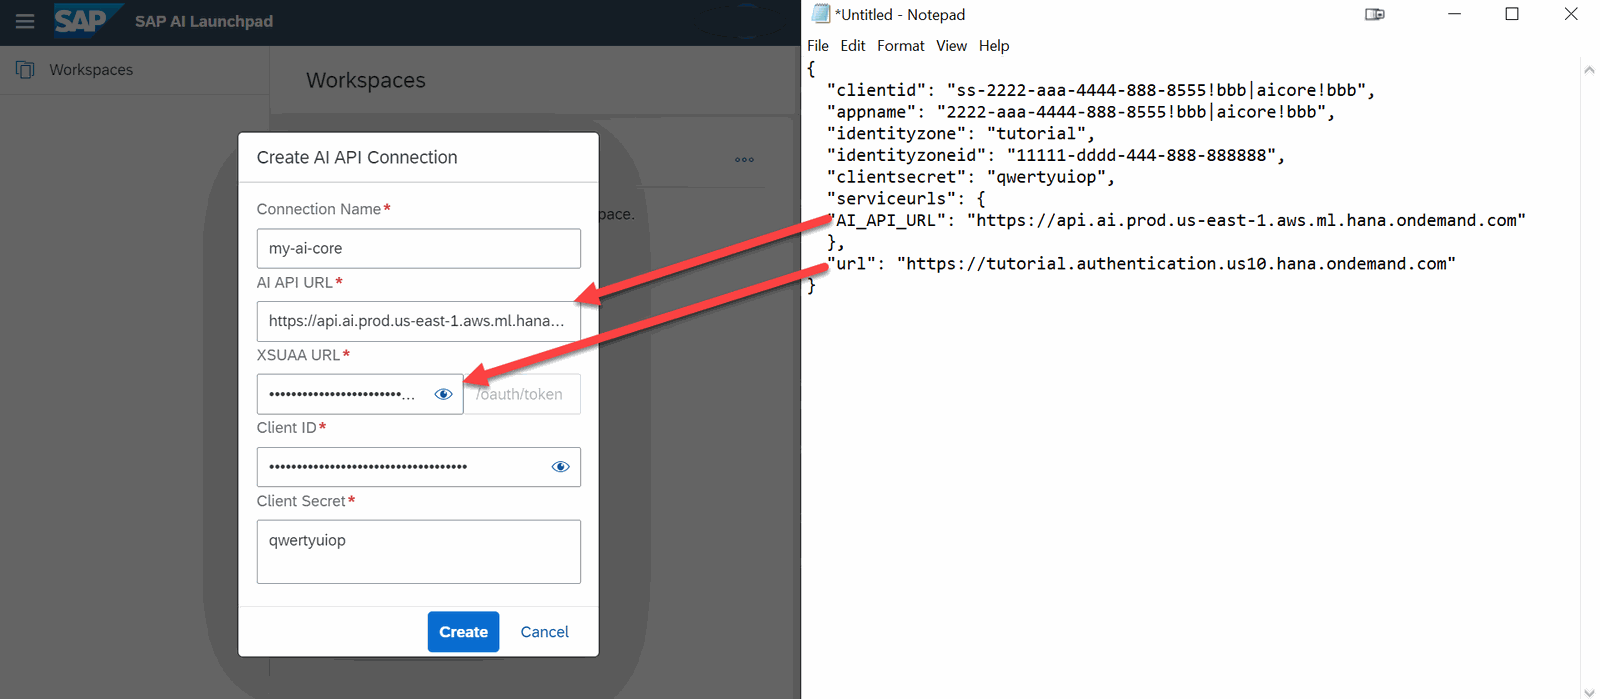 SAP SAP AI Launchpad
Workspaces
Workspaces
pace.
Create AI API Connection
Connection Name*
my-ai-core
AI API URL*
https://api.ai.prod.us-east-1.aws.ml.hana...
XSUAA URL*
••••••••••••••••••••••••... /oauth/token
Client ID*
••••••••••••••••••••••••••••••••••••
Client Secret*
qwertyuiop
Create Cancel
*Untitled - Notepad
File Edit Format View Help
{
"clientid": "ss-2222-aaa-4444-888-8555!bbb|aicore!bbb",
"appname": "2222-aaa-4444-888-8555!bbb|aicore!bbb",
"identityzone": "tutorial",
"identityzoneid": "11111-dddd-444-888-888888",
"clientsecret": "qwertyuiop",
"serviceurls": {
"AI_API_URL": "https://api.ai.prod.us-east-1.aws.ml.hana.ondemand.com"
},
"url": "https://tutorial.authentication.us10.hana.ondemand.com"
}